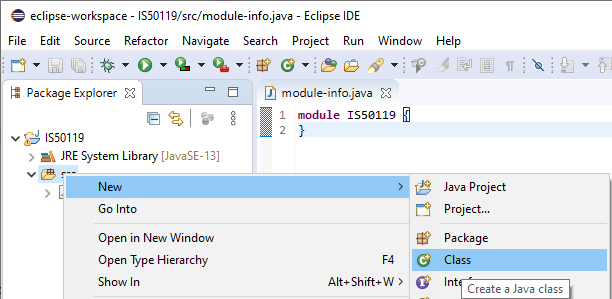 eclipse-workspace - IS50119/src/module-info.java - Eclipse IDE
File Edit Source Refactor Navigate Search Project Run Window Help
Package Explorer
module-info.java
IS50119
JRE System Library [JavaSE-13]
src
1 module IS50119 {
2 }
New
Go Into
Open in New Window
Open Type Hierarchy F4
Show In Alt+Shift+W
Java Project
Project...
Package
Class
Create a Java class